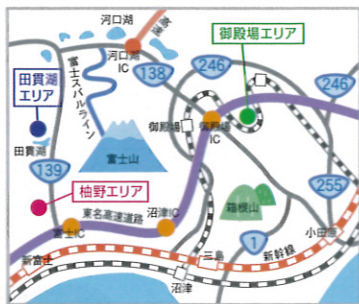 河口湖
高速
河口湖
IC
138
246
御殿場エリア
246
田貫湖
エリア
富士スバルライン
御殿場
御殿場
IC
田貫湖
富士山
139
柚野エリア
箱根山
255
東名高速道路
沼津IC
小田原
富士IC
1
三島
新幹線
新富士
沼津